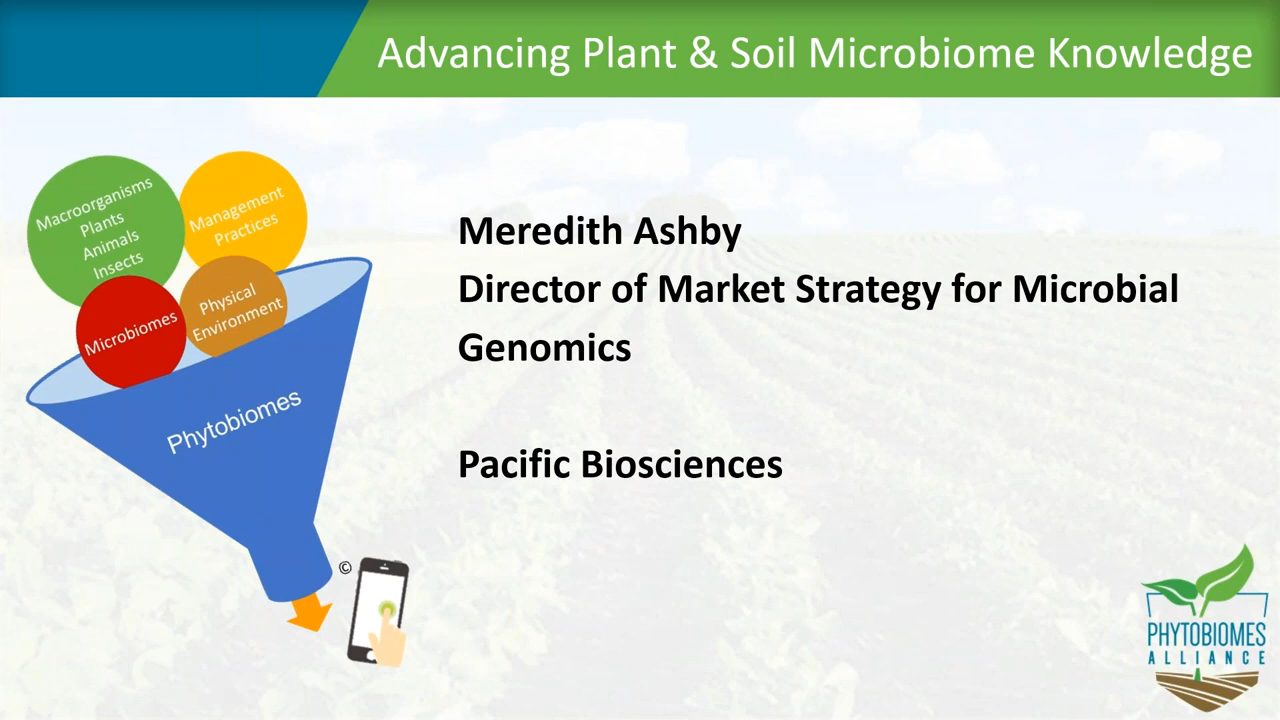 Advancing Plant & Soil Microbiome Knowledge
Macroorganisms
Plants
Animals
Insects
Management
Practices
Microbiomes
Physical
Environment
Phytobiomes
©
Meredith Ashby
Director of Market Strategy for Microbial
Genomics
Pacific Biosciences
PHYTOBIOMES
ALLIANCE